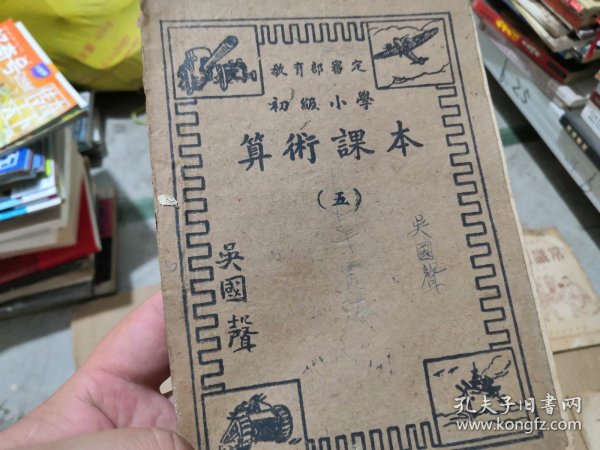 教育部審定
初級小學
算術課本
(五)
吳國聲
吳國聲
孔夫子旧書网
www.kongfz.com